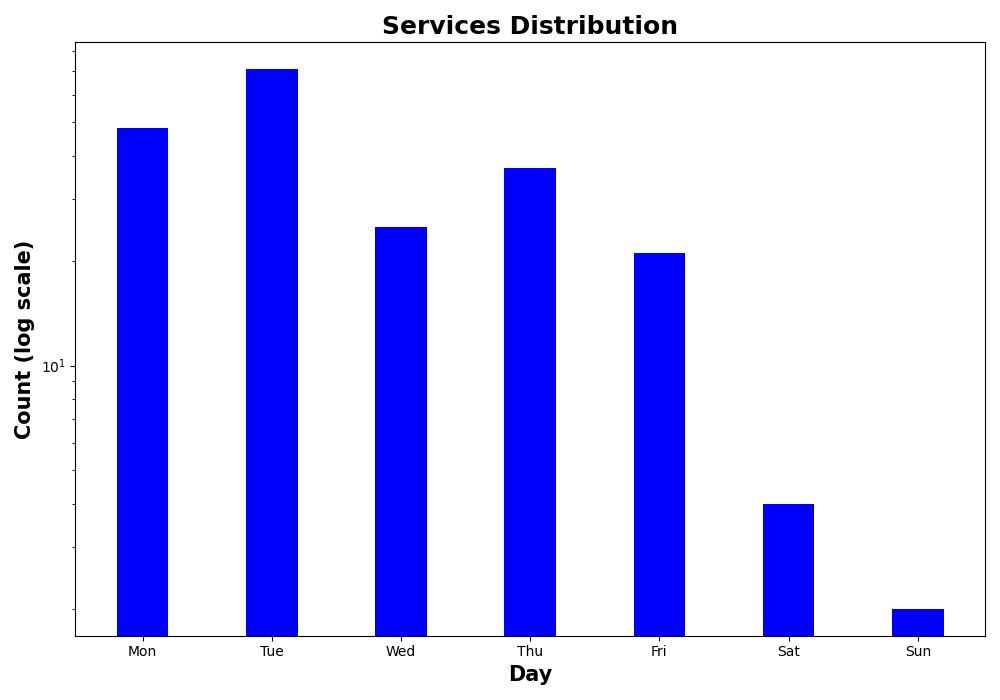 Services Distribution
Count (log scale)
10¹
Mon Tue Wed Thu Fri Sat Sun
Day